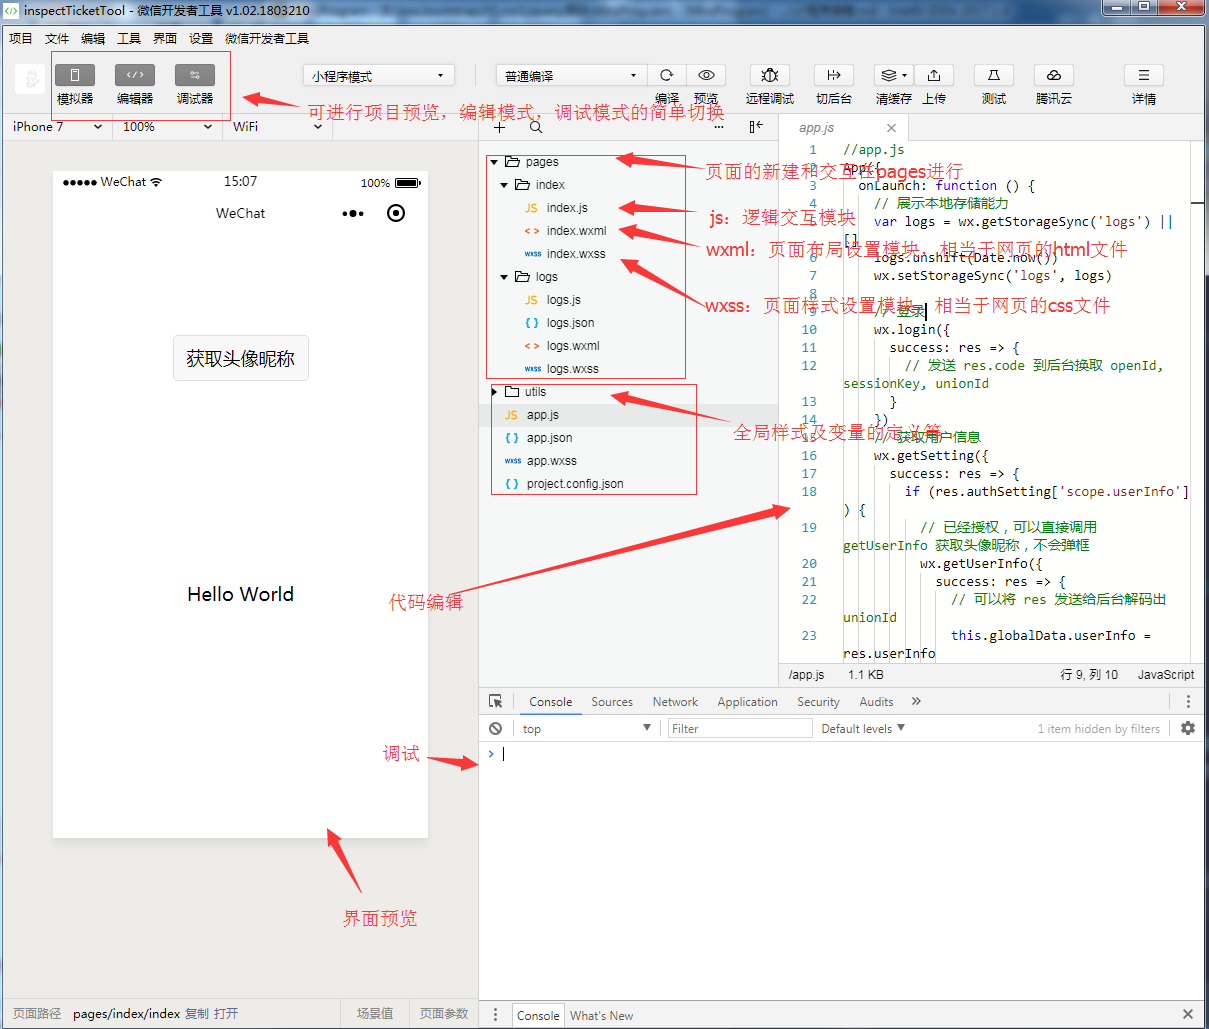 inspectTicketTool - 微信开发者工具 v1.02.1803210
项目 文件 编辑 工具 界面 设置 微信开发者工具
小程序模式 普通编译
模拟器 编辑器 调试器 编译 预览 远程调试 切后台 清缓存 上传 测试 腾讯云 详情
可进行项目预览，编辑模式，调试模式的简单切换
iPhone 7 100% WiFi
WeChat 15:07 100%
WeChat
获取头像昵称
Hello World
界面预览
代码编辑
调试
pages
index
index.js
index.wxml
index.wxss
logs
logs.js
logs.json
logs.wxml
logs.wxss
utils
app.js
app.json
app.wxss
project.config.json
页面的新建和交互在pages进行
js：逻辑交互模块
wxml：页面布局设置模块，相当于网页的html文件
wxss：页面样式设置模块，相当于网页的css文件
全局样式及变量的定义等
app.js
1 //app.js
App({
3 onLaunch: function () {
4 // 展示本地存储能力
5 var logs = wx.getStorageSync('logs') ||
[]
6 logs.unshift(Date.now())
7 wx.setStorageSync('logs', logs)
8
9 // 登录
10 wx.login({
11 success: res => {
12 // 发送 res.code 到后台换取 openId,
sessionKey, unionId
13 }
14 })
15 // 获取用户信息
16 wx.getSetting({
17 success: res => {
18 if (res.authSetting['scope.userInfo']
) {
19 // 已经授权，可以直接调用
getUserInfo 获取头像昵称，不会弹框
20 wx.getUserInfo({
21 success: res => {
22 // 可以将 res 发送给后台解码出
unionId
23 this.globalData.userInfo =
res.userInfo
/app.js 1.1 KB 行 9, 列 10 JavaScript
Console Sources Network Application Security Audits
top Filter Default levels 1 item hidden by filters
页面路径 pages/index/index 复制 打开 场景值 页面参数
Console What's New